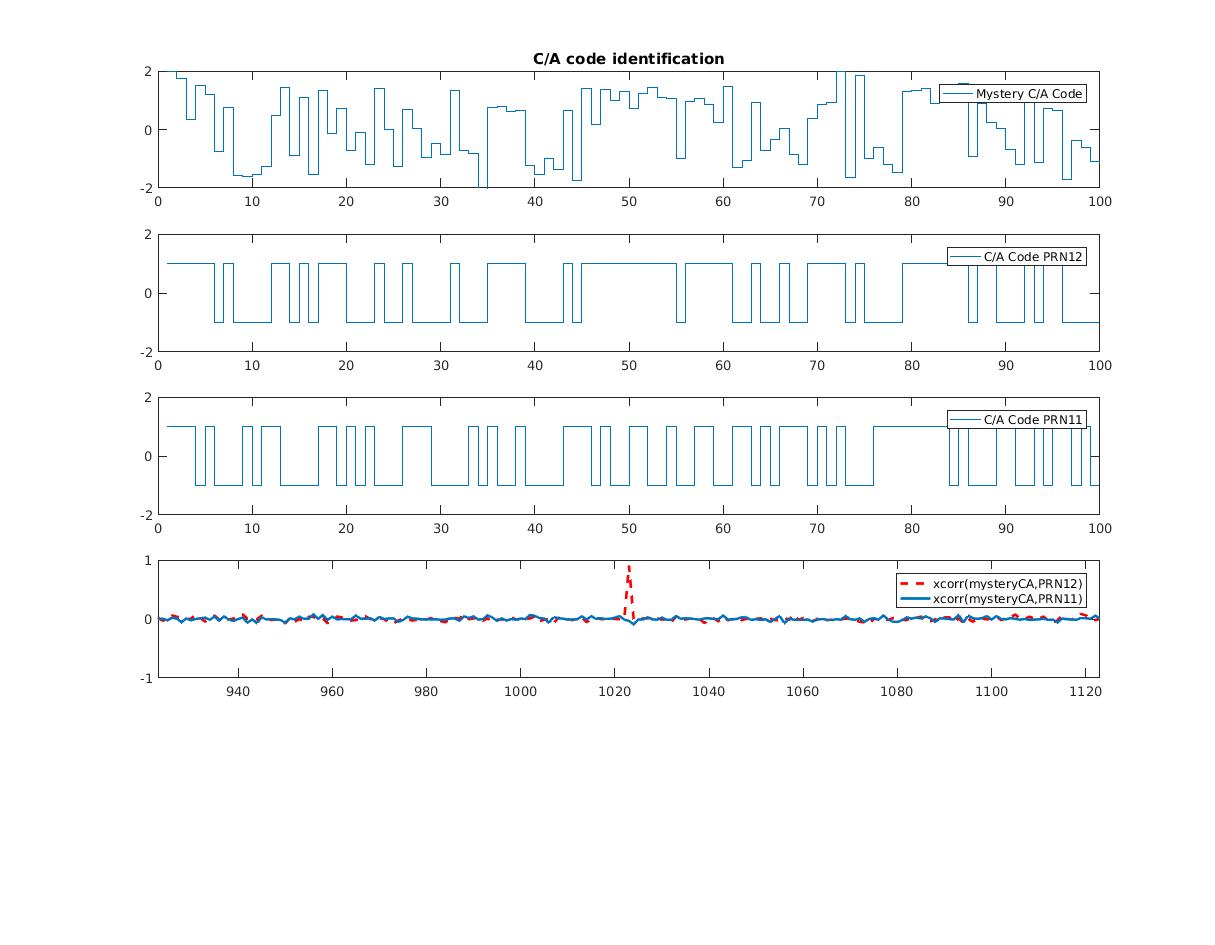 C/A code identification
2
0
-2
Mystery C/A Code
0 10 20 30 40 50 60 70 80 90 100
2
0
-2
C/A Code PRN12
0 10 20 30 40 50 60 70 80 90 100
2
0
-2
C/A Code PRN11
0 10 20 30 40 50 60 70 80 90 100
1
0
-1
xcorr(mysteryCA,PRN12)
xcorr(mysteryCA,PRN11)
940 960 980 1000 1020 1040 1060 1080 1100 1120